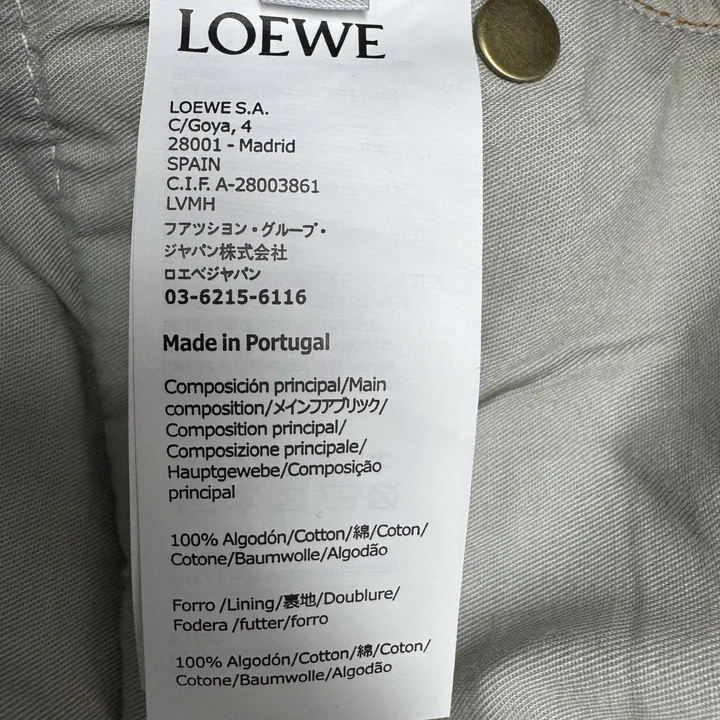 LOEWE
LOEWE S.A.
C/Goya, 4
28001 - Madrid
SPAIN
C.I.F. A-28003861
LVMH
フアツション・グループ・
ジャパン株式会社
ロエベジャパン
03-6215-6116
Made in Portugal
Composición principal/Main
composition/メインファブリック/
Composition principal/
Composizione principale/
Hauptgewebe/Composição
principal
100% Algodón/Cotton/綿/Coton/
Cotone/Baumwolle/Algodão
Forro /Lining/裏地/Doublure/
Fodera /futter/forro
100% Algodón/Cotton/綿/Coton/
Cotone/Baumwolle/Algodão